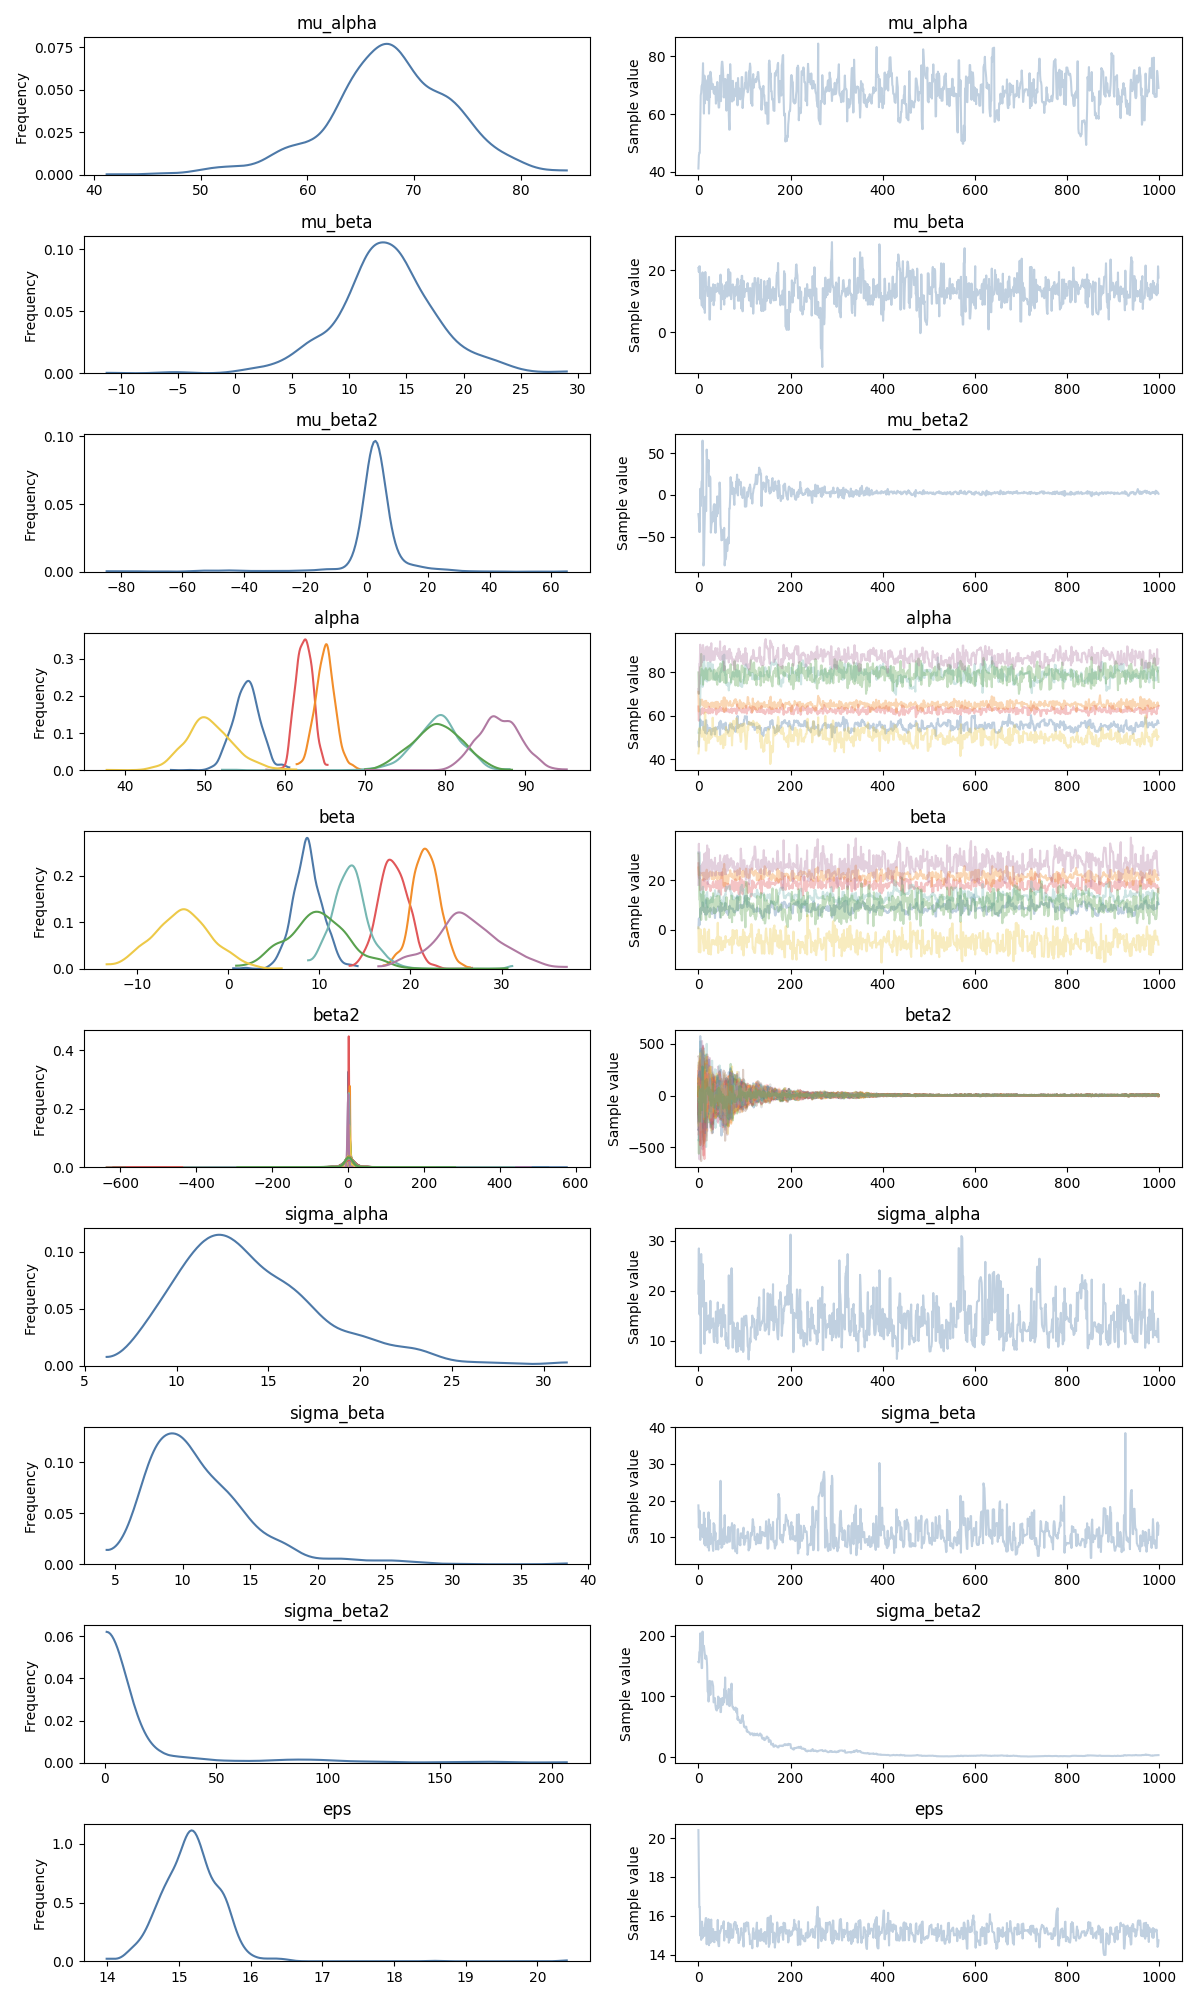 mu_alpha
Frequency
0.000 0.025 0.050 0.075
40 50 60 70 80
mu_alpha
Sample value
40 60 80
0 200 400 600 800 1000
mu_beta
Frequency
0.00 0.05 0.10
−10 −5 0 5 10 15 20 25 30
mu_beta
Sample value
0 20
0 200 400 600 800 1000
mu_beta2
Frequency
0.00 0.05 0.10
−80 −60 −40 −20 0 20 40 60
mu_beta2
Sample value
−50 0 50
0 200 400 600 800 1000
alpha
Frequency
0.0 0.1 0.2 0.3
40 50 60 70 80 90
alpha
Sample value
40 60 80
0 200 400 600 800 1000
beta
Frequency
0.0 0.1 0.2
−10 0 10 20 30
beta
Sample value
0 20
0 200 400 600 800 1000
beta2
Frequency
0.0 0.2 0.4
−600 −400 −200 0 200 400 600
beta2
Sample value
−500 0 500
0 200 400 600 800 1000
sigma_alpha
Frequency
0.00 0.05 0.10
5 10 15 20 25 30
sigma_alpha
Sample value
10 20 30
0 200 400 600 800 1000
sigma_beta
Frequency
0.00 0.05 0.10
5 10 15 20 25 30 35 40
sigma_beta
Sample value
10 20 30 40
0 200 400 600 800 1000
sigma_beta2
Frequency
0.00 0.02 0.04 0.06
0 50 100 150 200
sigma_beta2
Sample value
0 100 200
0 200 400 600 800 1000
eps
Frequency
0.0 0.5 1.0
14 15 16 17 18 19 20
eps
Sample value
14 16 18 20
0 200 400 600 800 1000